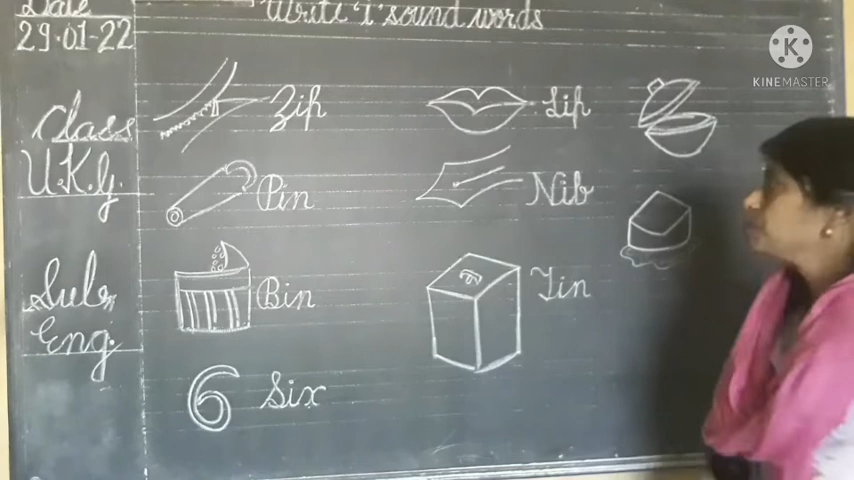 Date
29-01-22
Class
U.K.G.
Sub
Eng.
Write 'i' sound words
Zip
Lip
Pin
Nib
Bin
Tin
6 Six
K
KINEMASTER